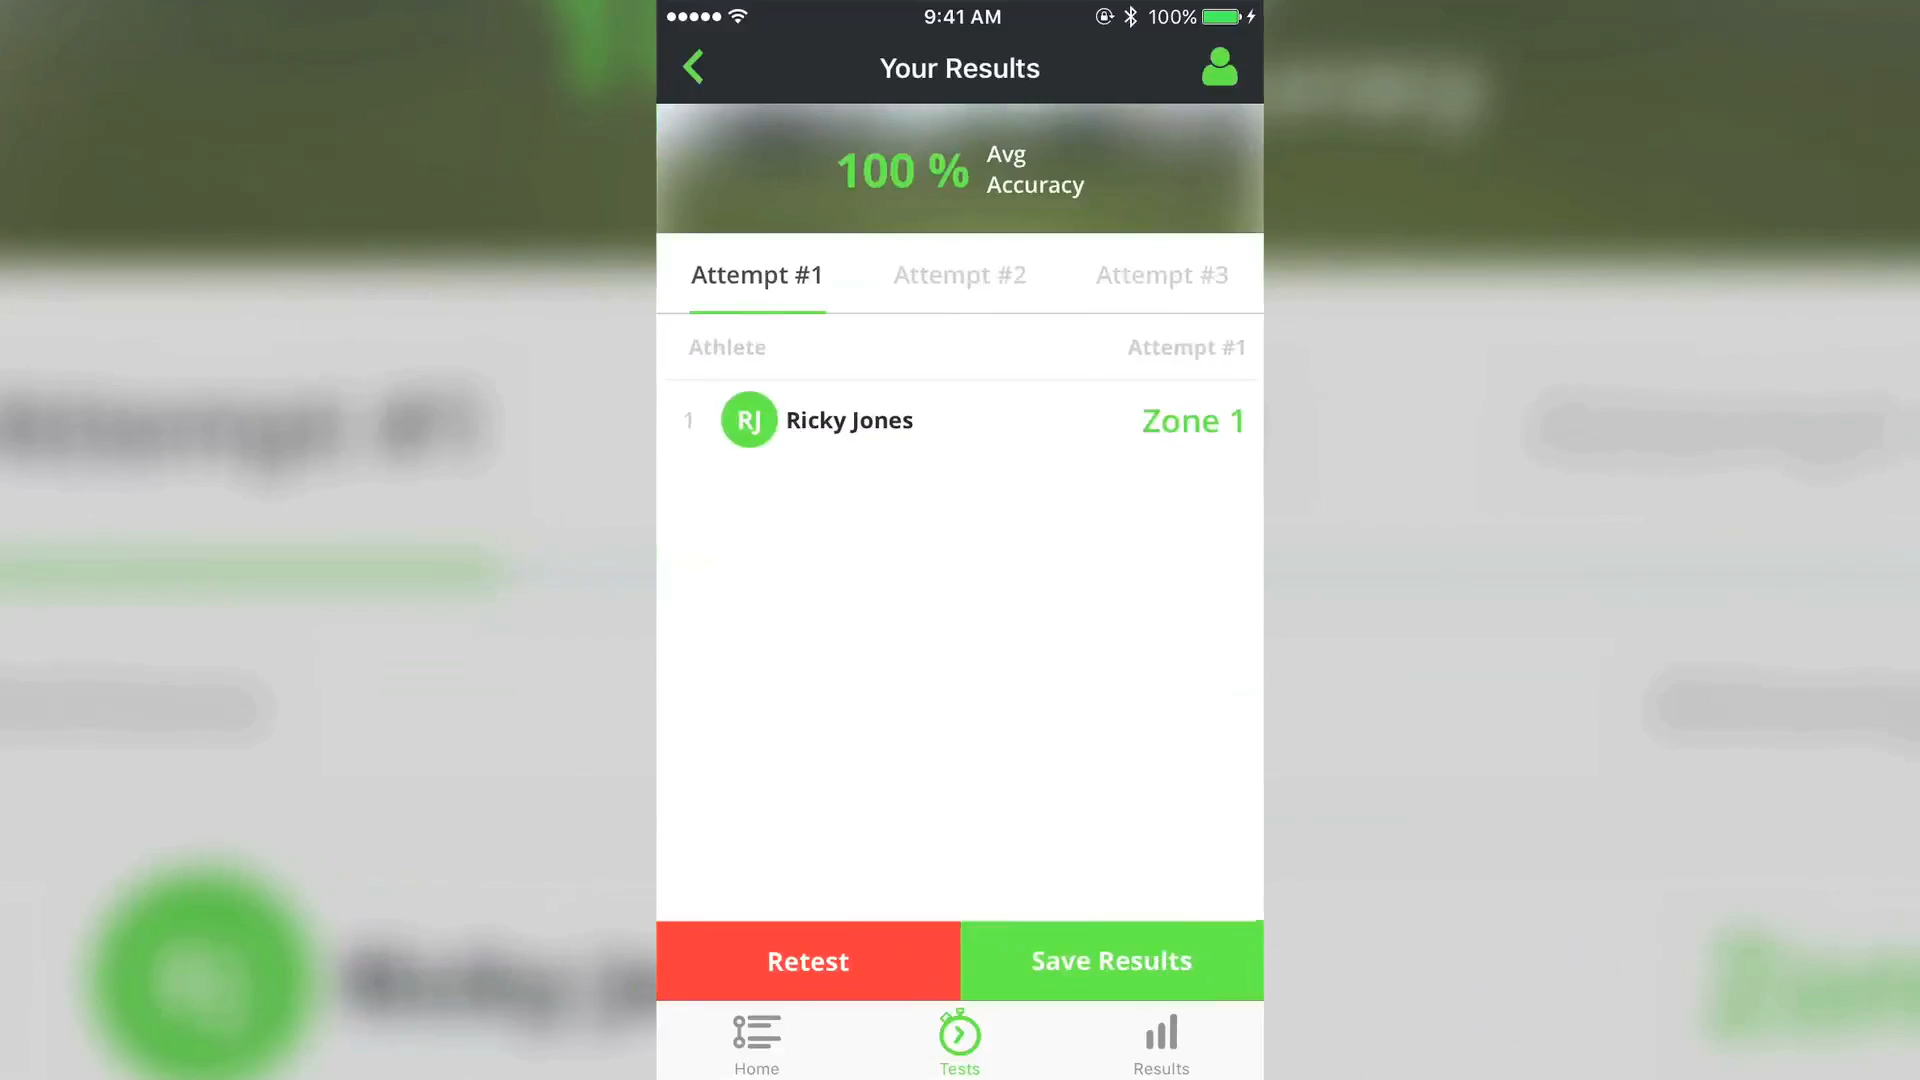 9:41 AM
100%
Your Results
100 %
Avg
Accuracy
Attempt #1
Attempt #2
Attempt #3
Athlete
Attempt #1
1
RJ
Ricky Jones
Zone 1
Retest
Save Results
Home
Tests
Results